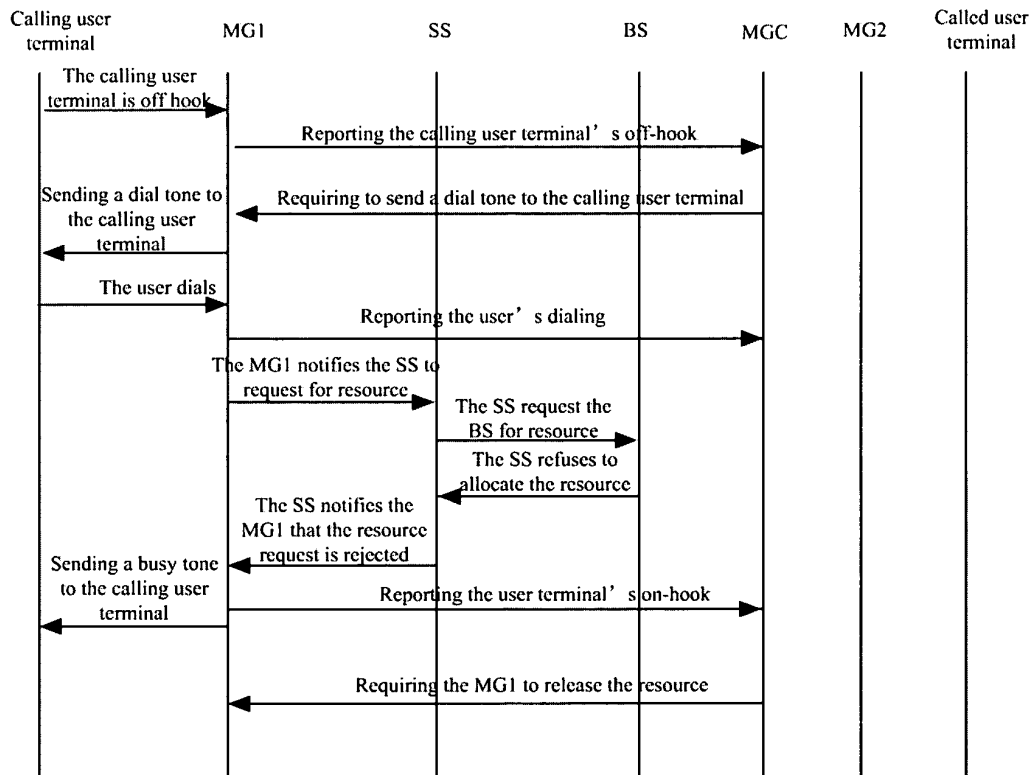 Calling user
terminal
MG1
SS
BS
MGC
MG2
Called user
terminal
The calling user
terminal is off hook
Reporting the calling user terminal's off-hook
Requiring to send a dial tone to the calling user terminal
Sending a dial tone to
the calling user
terminal
The user dials
Reporting the user's dialing
The MG1 notifies the SS to
request for resource
The SS request the
BS for resource
The SS refuses to
allocate the resource
The SS notifies the
MG1 that the resource
request is rejected
Sending a busy tone
to the calling user
terminal
Reporting the user terminal's on-hook
Requiring the MG1 to release the resource